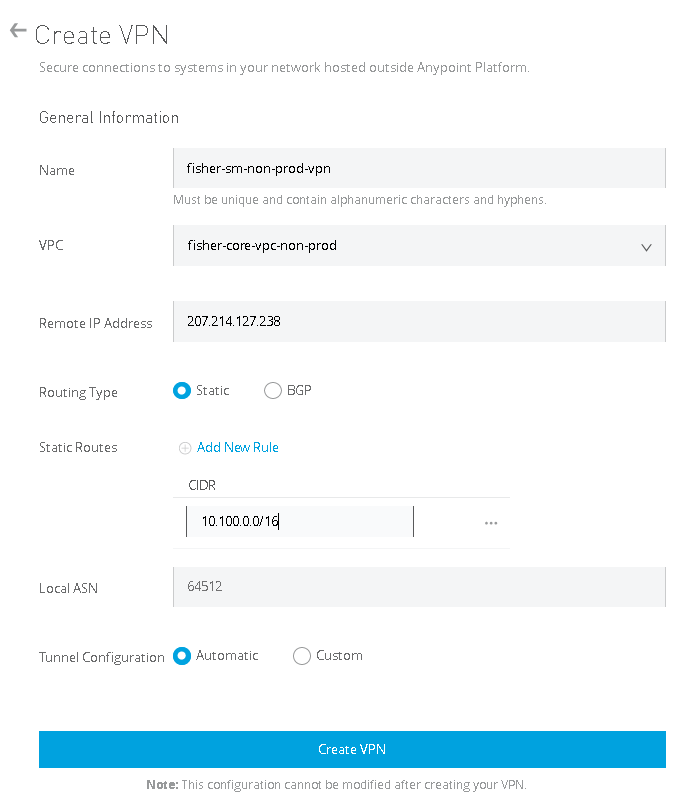 Create VPN
Secure connections to systems in your network hosted outside Anypoint Platform.
General Information
Name fisher-sm-non-prod-vpn
Must be unique and contain alphanumeric characters and hyphens.
VPC fisher-core-vpc-non-prod
Remote IP Address 207.214.127.238
Routing Type Static BGP
Static Routes Add New Rule
CIDR
10.100.0.0/16
Local ASN 64512
Tunnel Configuration Automatic Custom
Create VPN
Note: This configuration cannot be modified after creating your VPN.